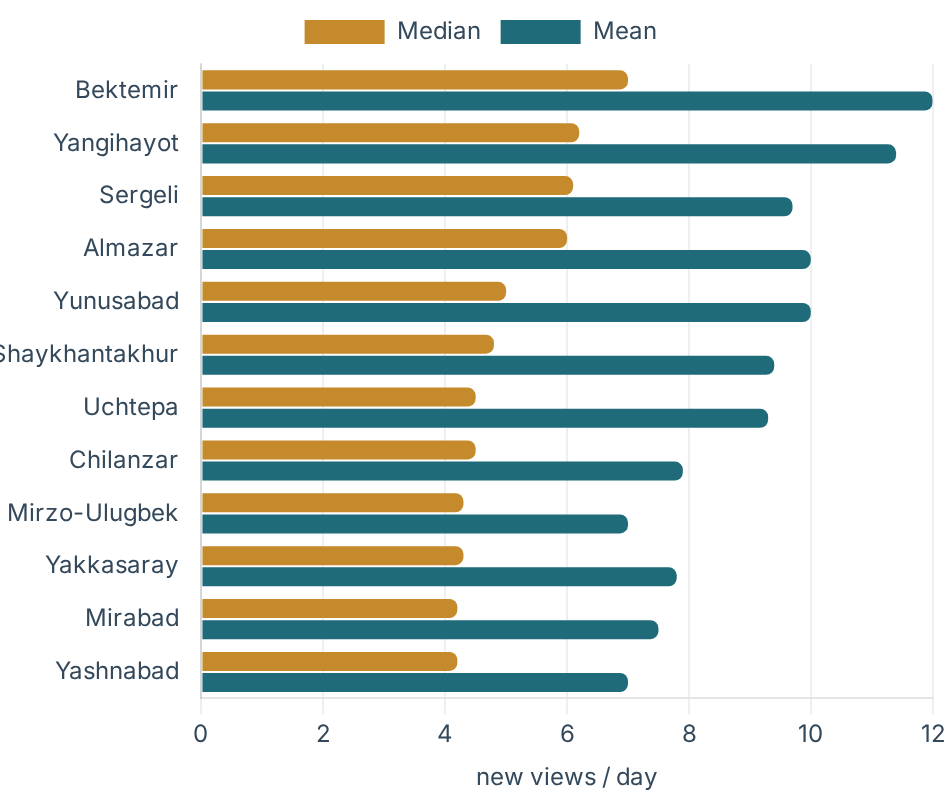 Median Mean
Bektemir
Yangihayot
Sergeli
Almazar
Yunusabad
Shaykhantakhur
Uchtepa
Chilanzar
Mirzo-Ulugbek
Yakkasaray
Mirabad
Yashnabad
0 2 4 6 8 10 12
new views / day